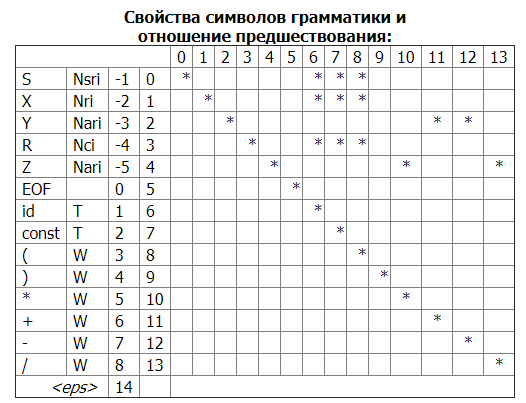 Свойства символов грамматики и
отношение предшествования:
0 1 2 3 4 5 6 7 8 9 10 11 12 13
S Nsri -1 0 * * * *
X Nri -2 1 * * * *
Y Nari -3 2 * * *
R Nci -4 3 * * * *
Z Nari -5 4 * * *
EOF 0 5 *
id T 1 6 *
const T 2 7 *
( W 3 8 *
) W 4 9 *
* W 5 10 *
+ W 6 11 *
- W 7 12 *
/ W 8 13 *
<eps> 14